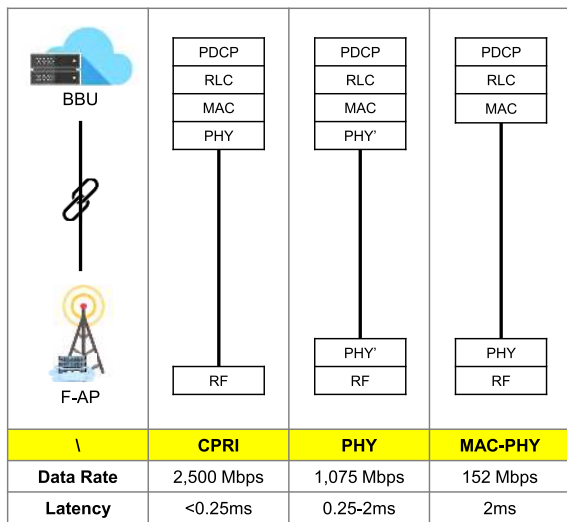 BBU
F-AP
PDCP
RLC
MAC
PHY
RF
PDCP
RLC
MAC
PHY'
PHY'
RF
PDCP
RLC
MAC
PHY
RF
\ CPRI PHY MAC-PHY
Data Rate 2,500 Mbps 1,075 Mbps 152 Mbps
Latency <0.25ms 0.25-2ms 2ms